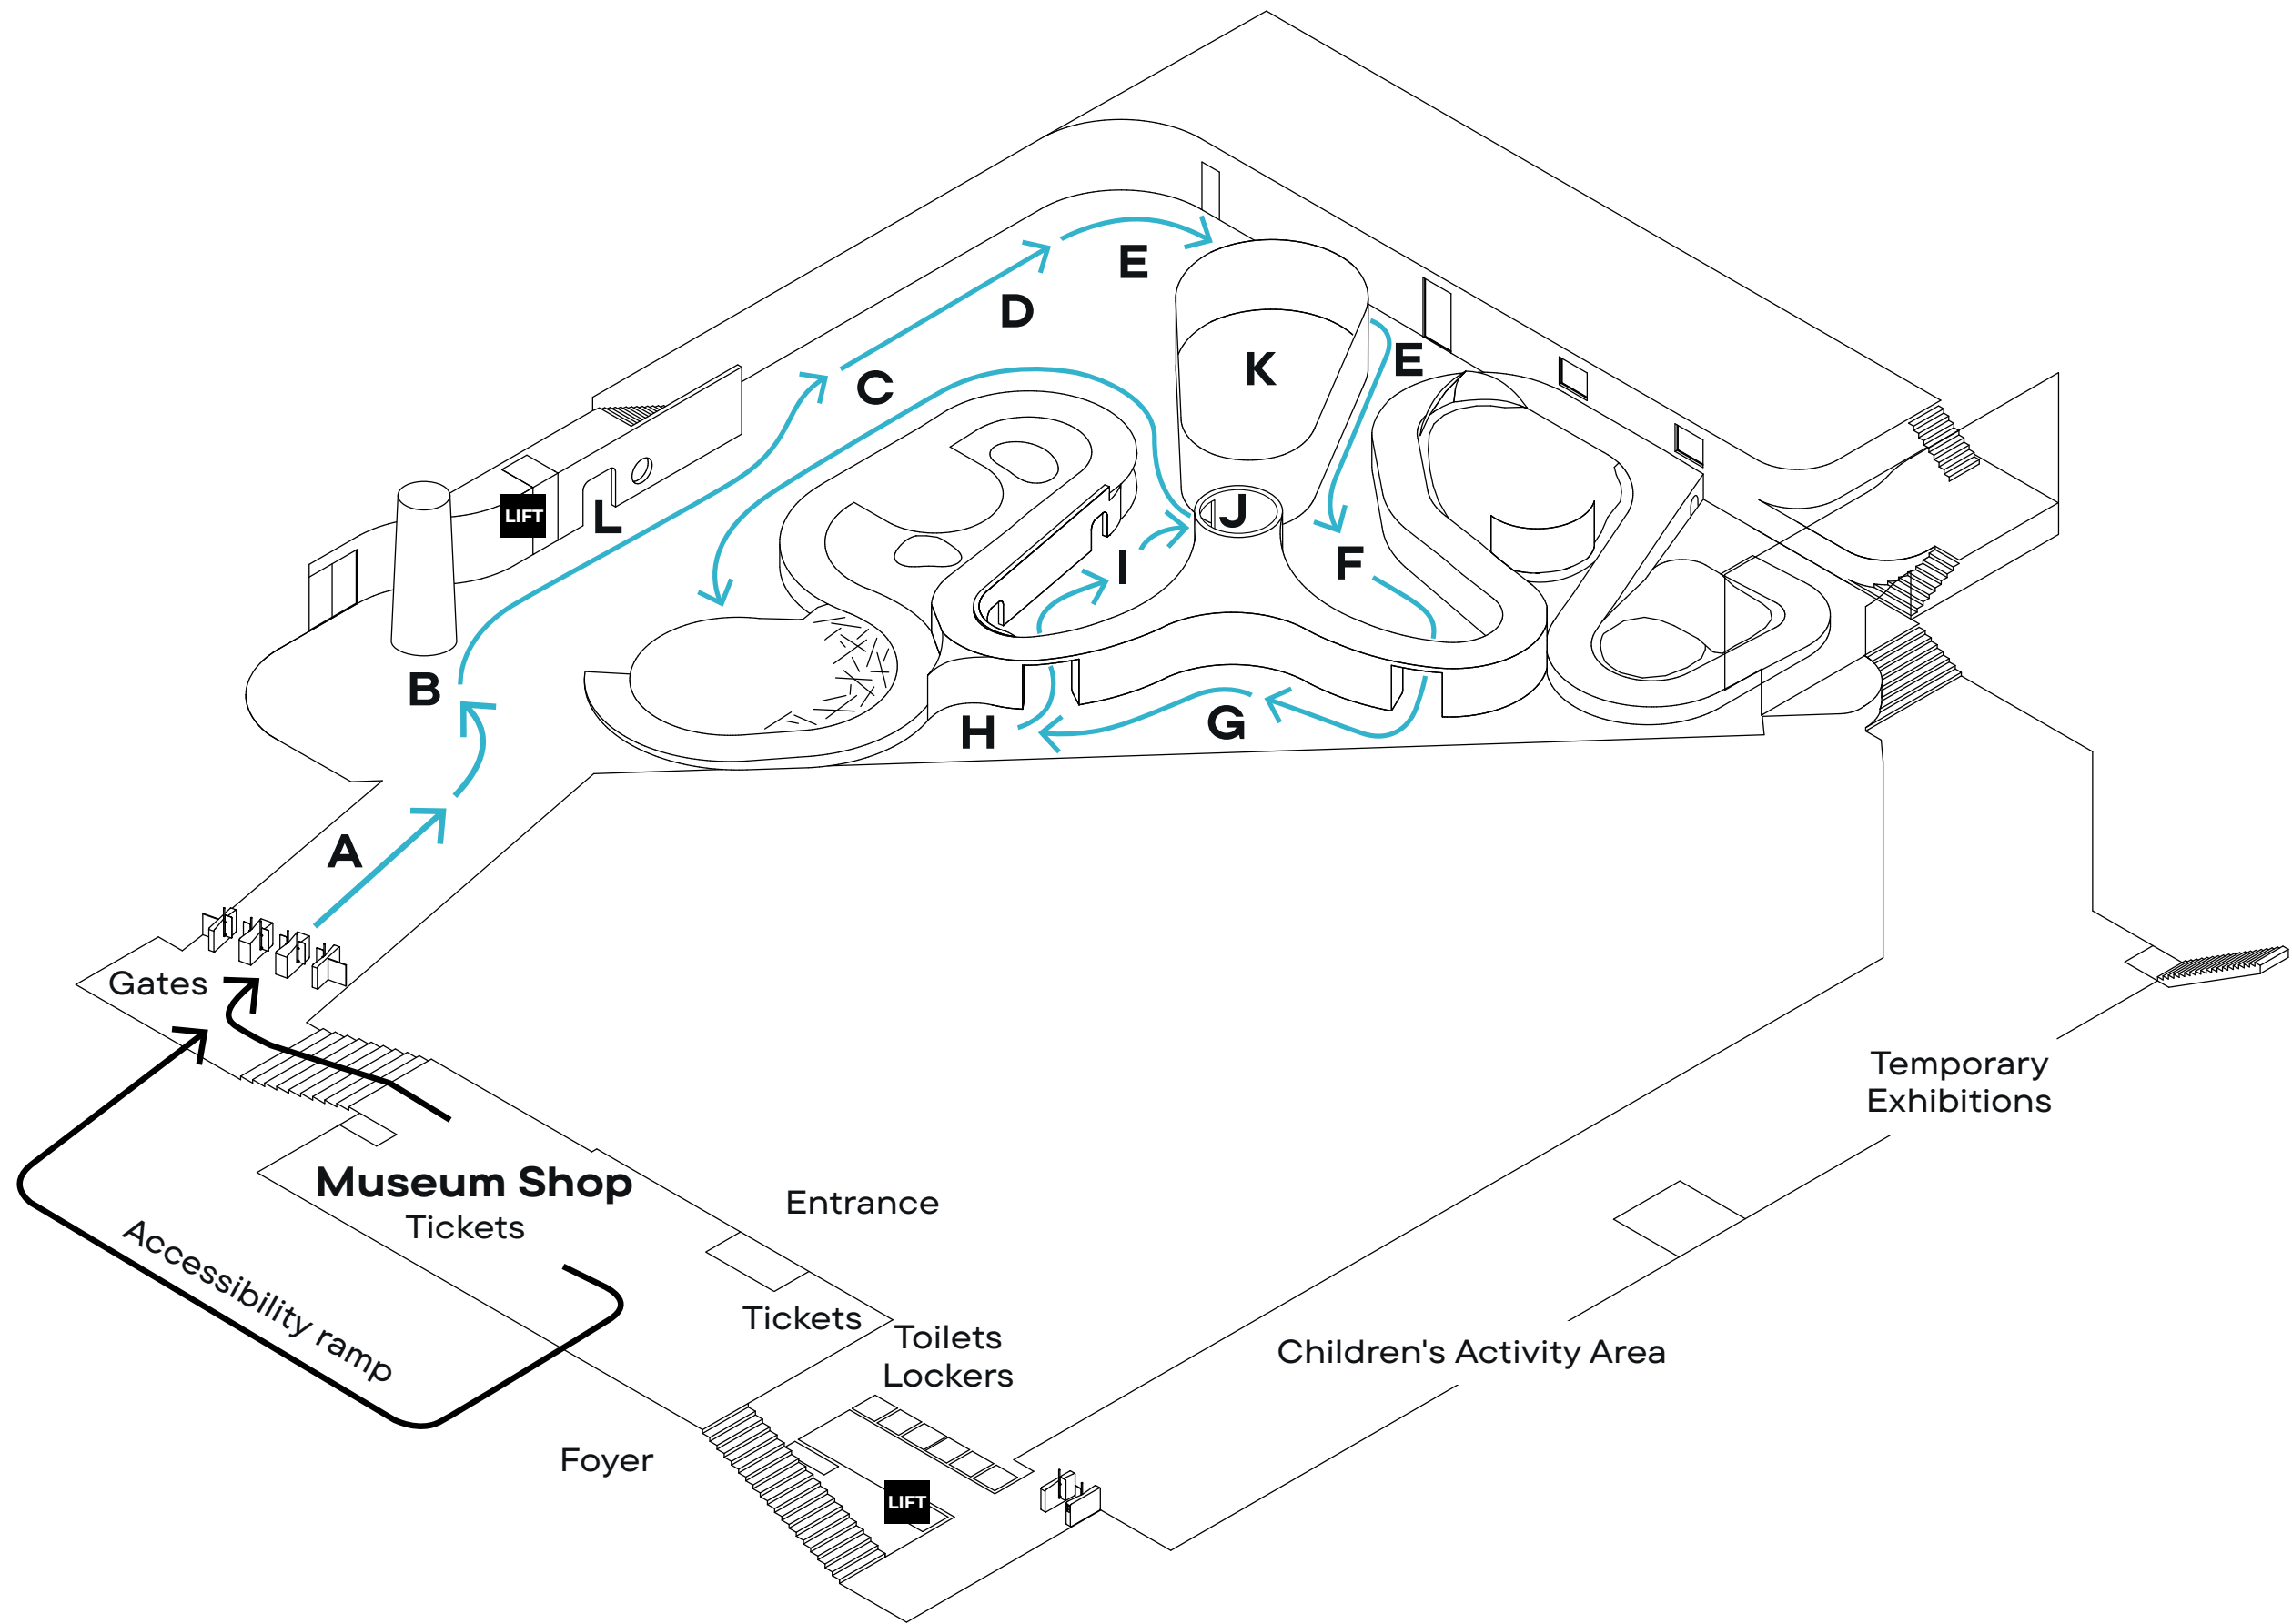 E
D
E
K
C
LIFT
L
J
I
F
B
G
H
A
Gates
Temporary
Exhibitions
Museum Shop
Tickets
Entrance
Accessibility ramp
Tickets
Toilets
Lockers
Children's Activity Area
Foyer
LIFT